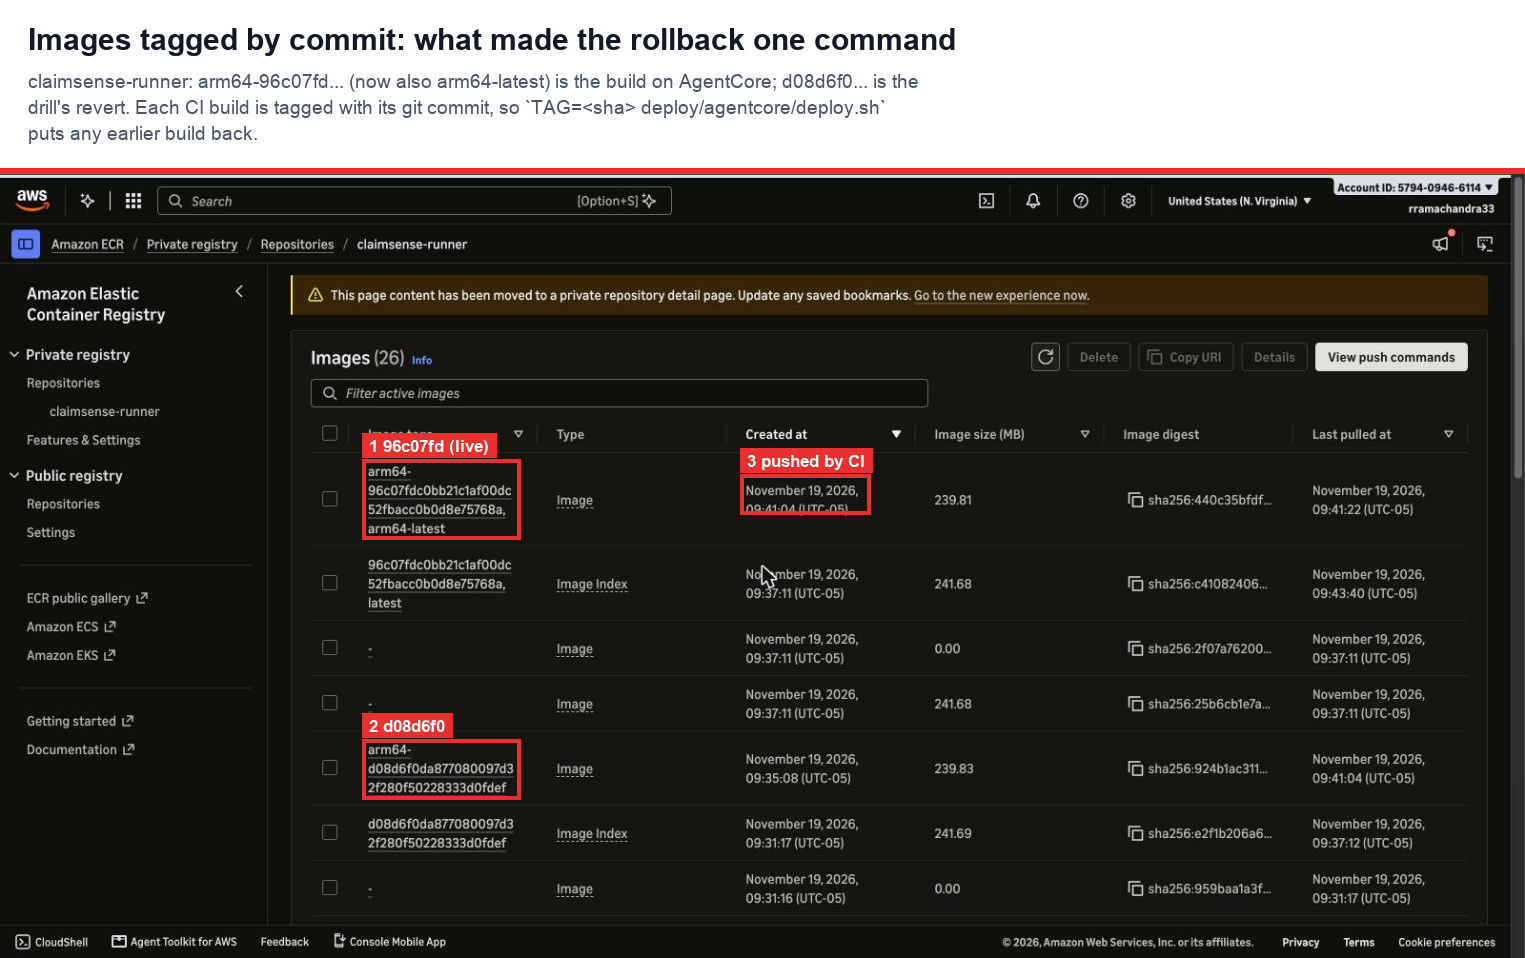 Images tagged by commit: what made the rollback one command
claimsense-runner: arm64-96c07fd... (now also arm64-latest) is the build on AgentCore; d08d6f0... is the
drill's revert. Each CI build is tagged with its git commit, so `TAG=<sha> deploy/agentcore/deploy.sh`
puts any earlier build back.
aws
Search
[Option+S]
United States (N. Virginia)
Account ID: 5794-0946-6114
rramachandra33
Amazon ECR / Private registry / Repositories / claimsense-runner
Amazon Elastic
Container Registry
Private registry
Repositories
claimsense-runner
Features & Settings
Public registry
Repositories
Settings
ECR public gallery
Amazon ECS
Amazon EKS
Getting started
Documentation
This page content has been moved to a private repository detail page. Update any saved bookmarks. Go to the new experience now.
Images (26) Info
Delete
Copy URI
Details
View push commands
Filter active images
Type
Created at
Image size (MB)
Image digest
Last pulled at
1 96c07fd (live)
3 pushed by CI
arm64-
96c07fdc0bb21c1af00dc
52fbacc0b0d8e75768a,
arm64-latest
Image
November 19, 2026,
09:41:04 (UTC-05)
239.81
sha256:440c35bfdf...
November 19, 2026,
09:41:22 (UTC-05)
96c07fdc0bb21c1af00dc
52fbacc0b0d8e75768a,
latest
Image Index
November 19, 2026,
09:37:11 (UTC-05)
241.68
sha256:c41082406...
November 19, 2026,
09:43:40 (UTC-05)
-
Image
November 19, 2026,
09:37:11 (UTC-05)
0.00
sha256:2f07a76200...
November 19, 2026,
09:37:11 (UTC-05)
-
Image
November 19, 2026,
09:37:11 (UTC-05)
241.68
sha256:25b6cb1e7a...
November 19, 2026,
09:37:11 (UTC-05)
2 d08d6f0
arm64-
d08d6f0da877080097d3
2f280f50228333d0fdef
Image
November 19, 2026,
09:35:08 (UTC-05)
239.83
sha256:924b1ac311...
November 19, 2026,
09:41:04 (UTC-05)
d08d6f0da877080097d3
2f280f50228333d0fdef
Image Index
November 19, 2026,
09:31:17 (UTC-05)
241.69
sha256:e2f1b206a6...
November 19, 2026,
09:37:12 (UTC-05)
-
Image
November 19, 2026,
09:31:16 (UTC-05)
0.00
sha256:959baa1a3f...
November 19, 2026,
09:31:17 (UTC-05)
CloudShell
Agent Toolkit for AWS
Feedback
Console Mobile App
© 2026, Amazon Web Services, Inc. or its affiliates.
Privacy
Terms
Cookie preferences